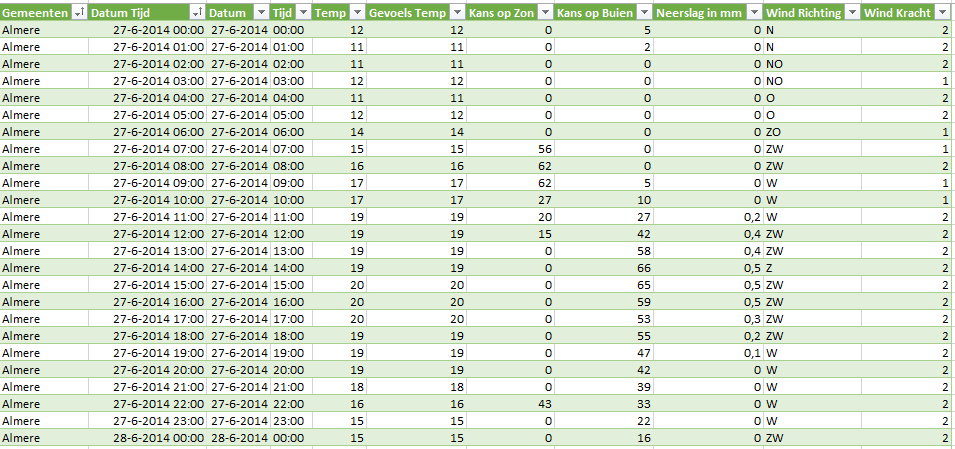 Gemeenten Datum Tijd Datum Tijd Temp Gevoels Temp Kans op Zon Kans op Buien Neerslag in mm Wind Richting Wind Kracht
Almere 27-6-2014 00:00 27-6-2014 00:00 12 12 0 5 0 N 2
Almere 27-6-2014 01:00 27-6-2014 01:00 11 11 0 2 0 N 2
Almere 27-6-2014 02:00 27-6-2014 02:00 11 11 0 0 0 NO 2
Almere 27-6-2014 03:00 27-6-2014 03:00 12 12 0 0 0 NO 1
Almere 27-6-2014 04:00 27-6-2014 04:00 11 11 0 0 0 O 2
Almere 27-6-2014 05:00 27-6-2014 05:00 12 12 0 0 0 O 2
Almere 27-6-2014 06:00 27-6-2014 06:00 14 14 0 0 0 ZO 1
Almere 27-6-2014 07:00 27-6-2014 07:00 15 15 56 0 0 ZW 1
Almere 27-6-2014 08:00 27-6-2014 08:00 16 16 62 0 0 ZW 2
Almere 27-6-2014 09:00 27-6-2014 09:00 17 17 62 5 0 W 1
Almere 27-6-2014 10:00 27-6-2014 10:00 17 17 27 10 0 W 1
Almere 27-6-2014 11:00 27-6-2014 11:00 19 19 20 27 0,2 W 2
Almere 27-6-2014 12:00 27-6-2014 12:00 19 19 15 42 0,4 ZW 2
Almere 27-6-2014 13:00 27-6-2014 13:00 19 19 0 58 0,4 ZW 2
Almere 27-6-2014 14:00 27-6-2014 14:00 19 19 0 66 0,5 Z 2
Almere 27-6-2014 15:00 27-6-2014 15:00 20 20 0 65 0,5 ZW 2
Almere 27-6-2014 16:00 27-6-2014 16:00 20 20 0 59 0,5 ZW 2
Almere 27-6-2014 17:00 27-6-2014 17:00 20 20 0 53 0,3 ZW 2
Almere 27-6-2014 18:00 27-6-2014 18:00 19 19 0 55 0,2 ZW 2
Almere 27-6-2014 19:00 27-6-2014 19:00 19 19 0 47 0,1 W 2
Almere 27-6-2014 20:00 27-6-2014 20:00 19 19 0 42 0 W 2
Almere 27-6-2014 21:00 27-6-2014 21:00 18 18 0 39 0 W 2
Almere 27-6-2014 22:00 27-6-2014 22:00 16 16 43 33 0 W 2
Almere 27-6-2014 23:00 27-6-2014 23:00 15 15 0 22 0 W 2
Almere 28-6-2014 00:00 28-6-2014 00:00 15 15 0 16 0 ZW 2